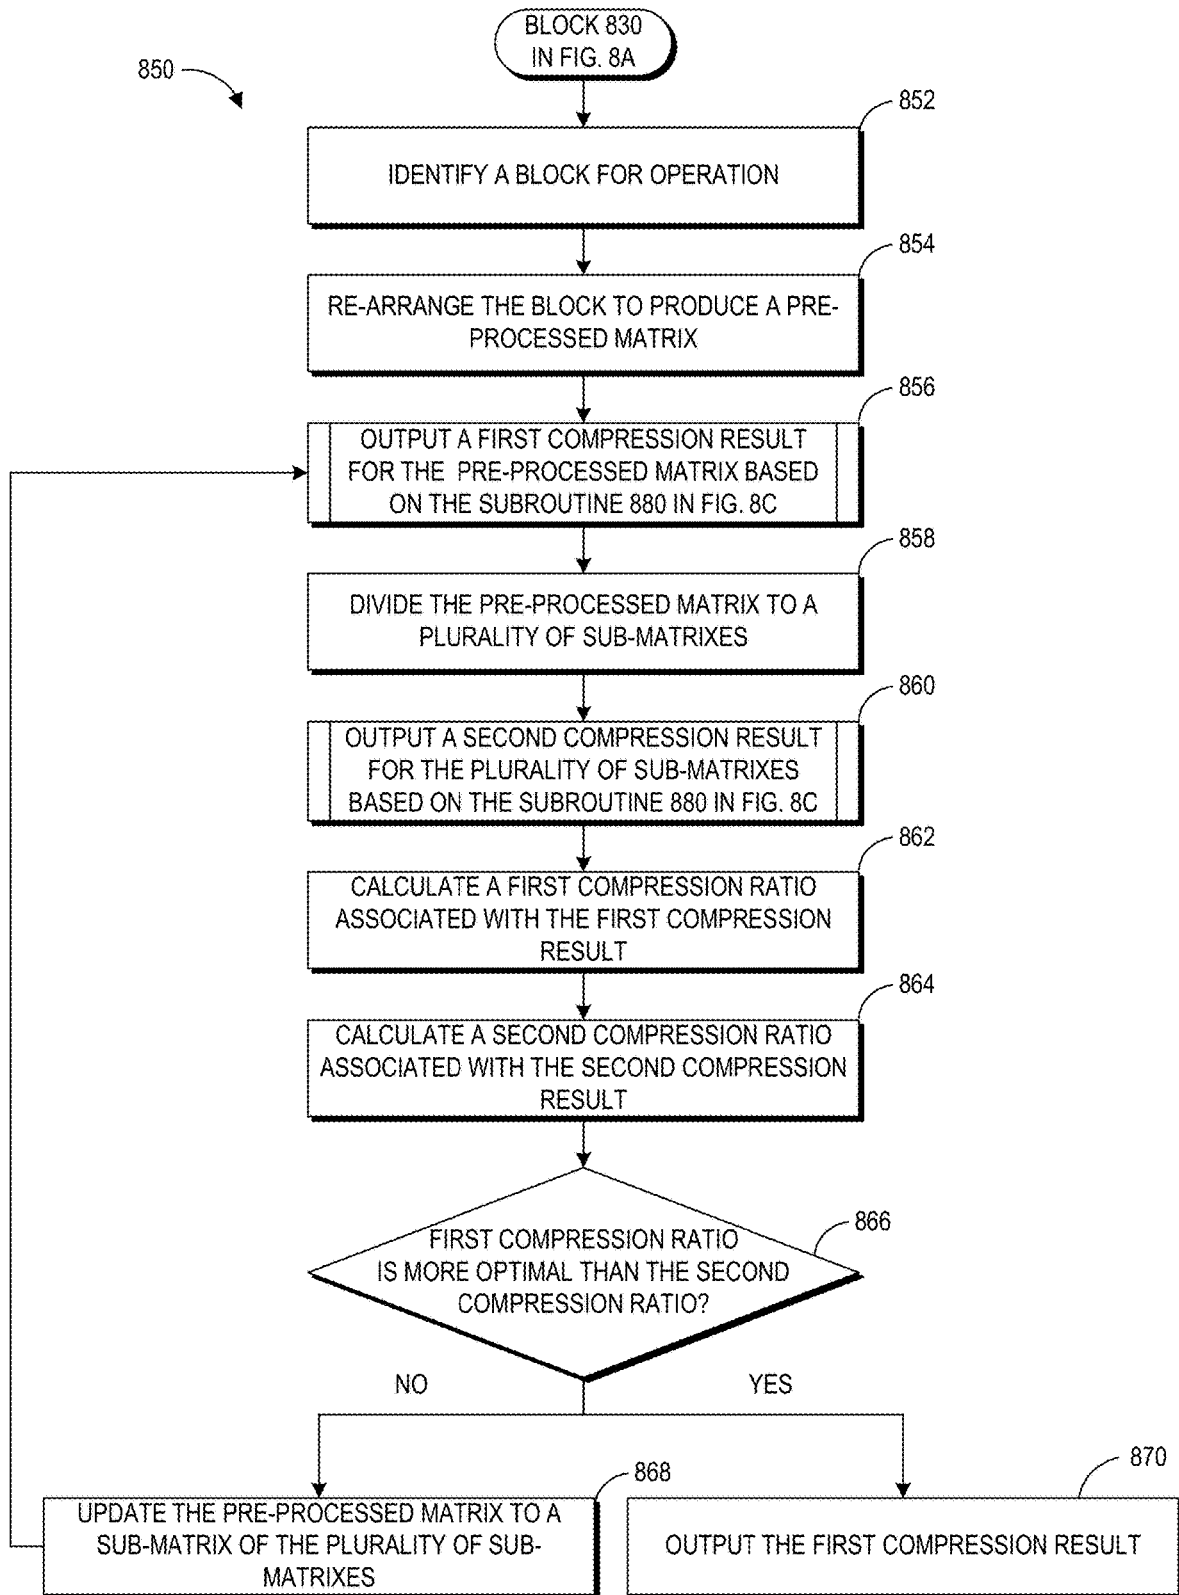 BLOCK 830
IN FIG. 8A
850
852
IDENTIFY A BLOCK FOR OPERATION
854
RE-ARRANGE THE BLOCK TO PRODUCE A PRE-
PROCESSED MATRIX
856
OUTPUT A FIRST COMPRESSION RESULT
FOR THE PRE-PROCESSED MATRIX BASED
ON THE SUBROUTINE 880 IN FIG. 8C
858
DIVIDE THE PRE-PROCESSED MATRIX TO A
PLURALITY OF SUB-MATRIXES
860
OUTPUT A SECOND COMPRESSION RESULT
FOR THE PLURALITY OF SUB-MATRIXES
BASED ON THE SUBROUTINE 880 IN FIG. 8C
862
CALCULATE A FIRST COMPRESSION RATIO
ASSOCIATED WITH THE FIRST COMPRESSION
RESULT
864
CALCULATE A SECOND COMPRESSION RATIO
ASSOCIATED WITH THE SECOND COMPRESSION
RESULT
866
FIRST COMPRESSION RATIO
IS MORE OPTIMAL THAN THE SECOND
COMPRESSION RATIO?
NO
YES
868
UPDATE THE PRE-PROCESSED MATRIX TO A
SUB-MATRIX OF THE PLURALITY OF SUB-
MATRIXES
870
OUTPUT THE FIRST COMPRESSION RESULT